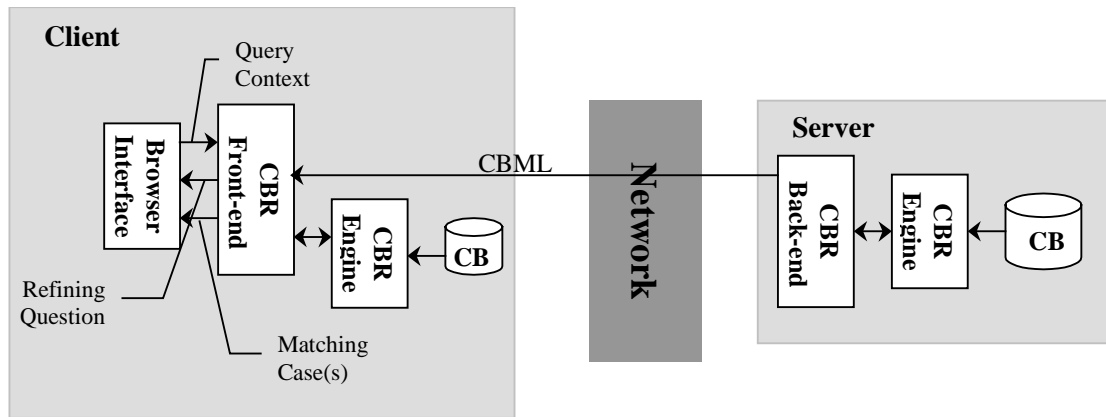 Client
Query
Context
Browser
Interface
CBR
Front-end
CBR
Engine
CB
Refining
Question
Matching
Case(s)
CBML
Network
Server
CBR
Back-end
CBR
Engine
CB